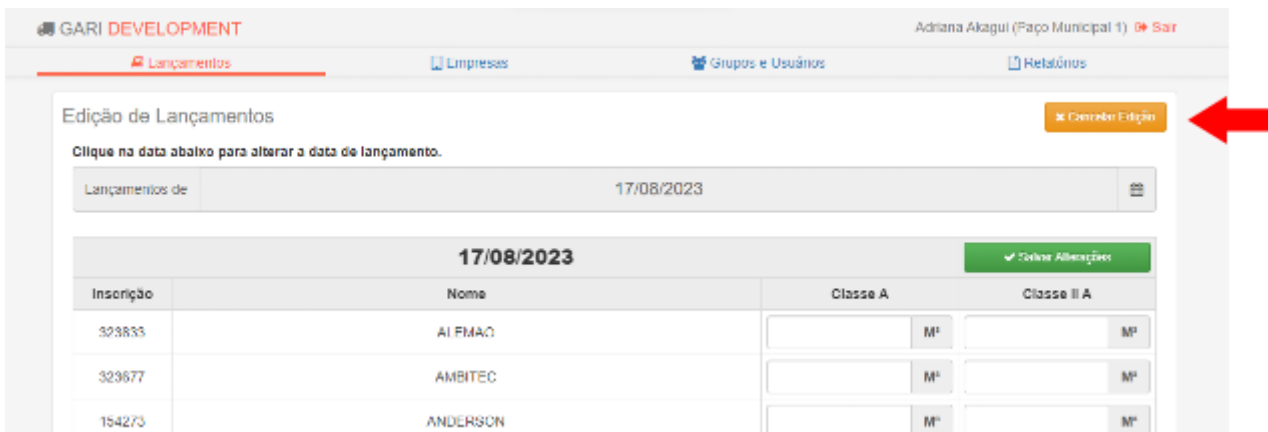 GARI DEVELOPMENT
Adriana Akagui (Paço Municipal 1) Sair
Lançamentos Empresas Grupos e Usuários Relatórios
Edição de Lançamentos Cancelar Edição
Clique na data abaixo para alterar a data de lançamento.
Lançamentos de 17/08/2023
17/08/2023 Salvar Alterações
Inscrição Nome Classe A Classe II A
323833 ALEMAO M³ M³
323677 AMBITEC M³ M³
154273 ANDERSON M³ M³